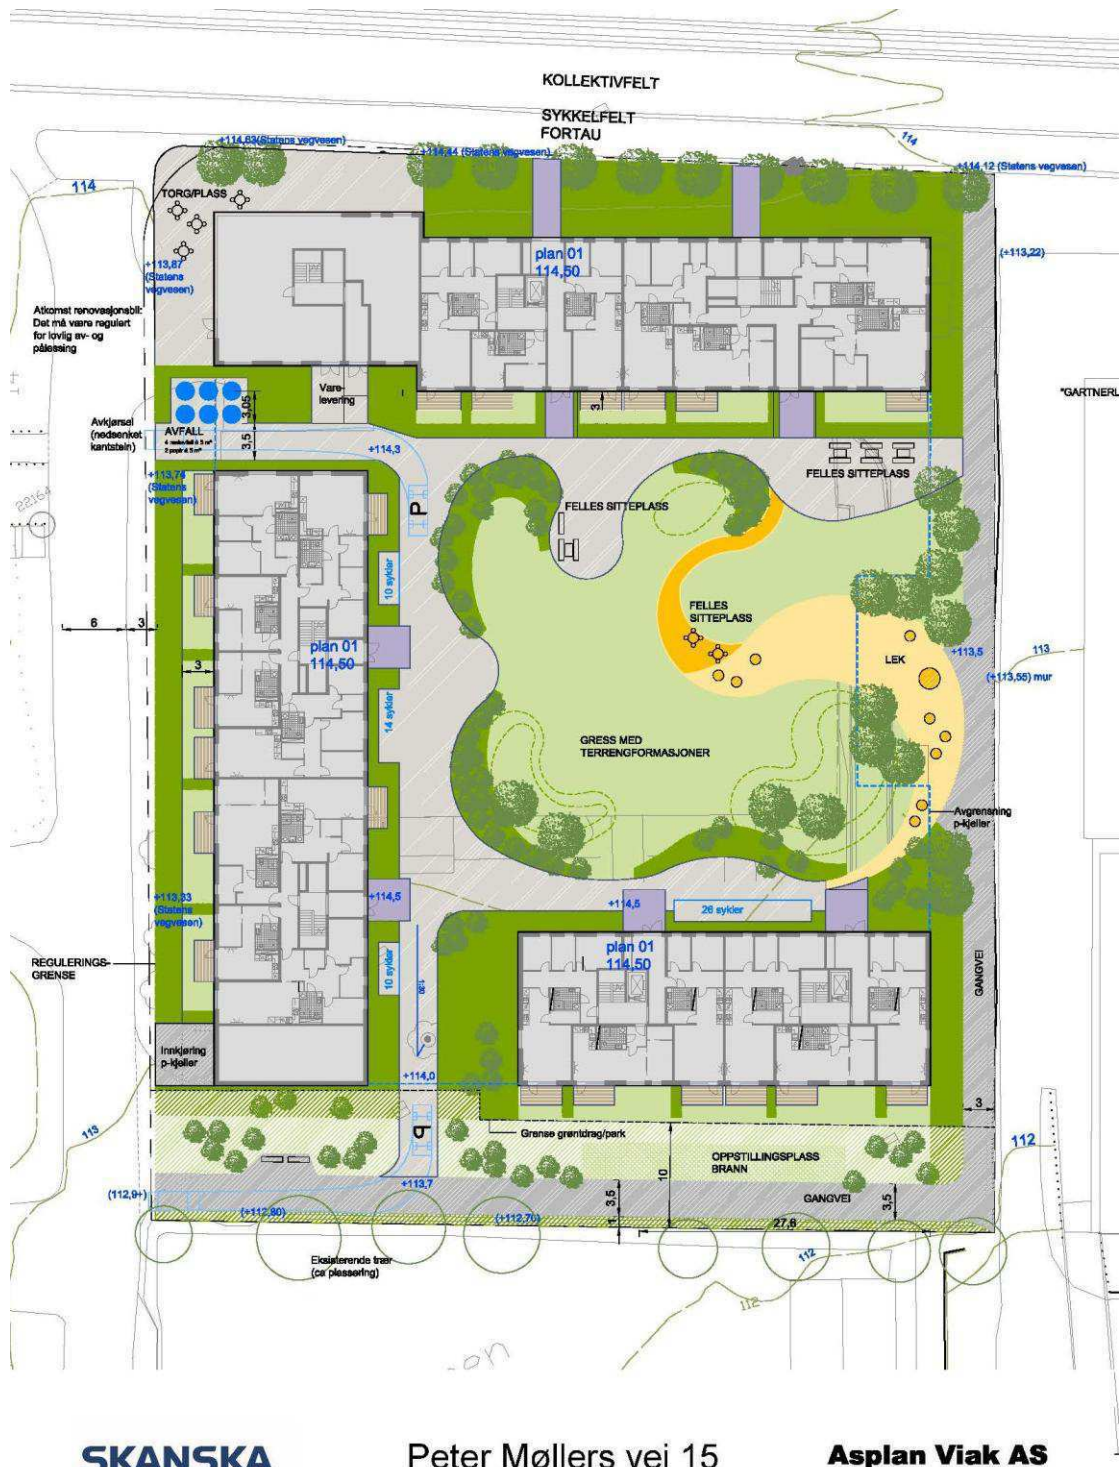 KOLLEKTIVFELT
SYKKELFELT
FORTAU
+114,63(Statens vegvesen)
+114,44 (Statens vegvesen)
114
+114,12 (Statens vegvesen)
114
TORG/PLASS
plan 01
114,50
(+113,22)
+113,87
(Statens
vegvesen)
Atkomst renovasjonsbil:
Det må være regulert
for lovlig av- og
pålessing
Vare-
levering
3,05
3
"GARTNERL
Avkjørsel
(nedsenket
kantstein)
AVFALL
3,5
+114,3
+113,74
(Statens
vegvesen)
FELLES SITTEPLASS
FELLES SITTEPLASS
22164
P
10 sykler
FELLES
SITTEPLASS
6
3
plan 01
114,50
LEK
+113,5
113
(+113,55) mur
3
14 sykler
GRESS MED
TERRENGFORMASJONER
Avgrensning
p-kjeller
+113,33
(Statens
vegvesen)
+114,5
+114,5
26 sykler
plan 01
114,50
REGULERINGS-
GRENSE
10 sykler
1:20
GANGVEI
Innkjøring
p-kjeller
+114,0
3
113
P
Grense grøntdrag/park
112
10
OPPSTILLINGSPLASS
BRANN
+113,7
GANGVEI
(112,9+)
(+112,80)
(+112,70)
3,5
1
3,5
27,6
Eksisterende trær
(ca plassering)
112
112
SKANSKA
Peter Møllers vei 15
Asplan Viak AS